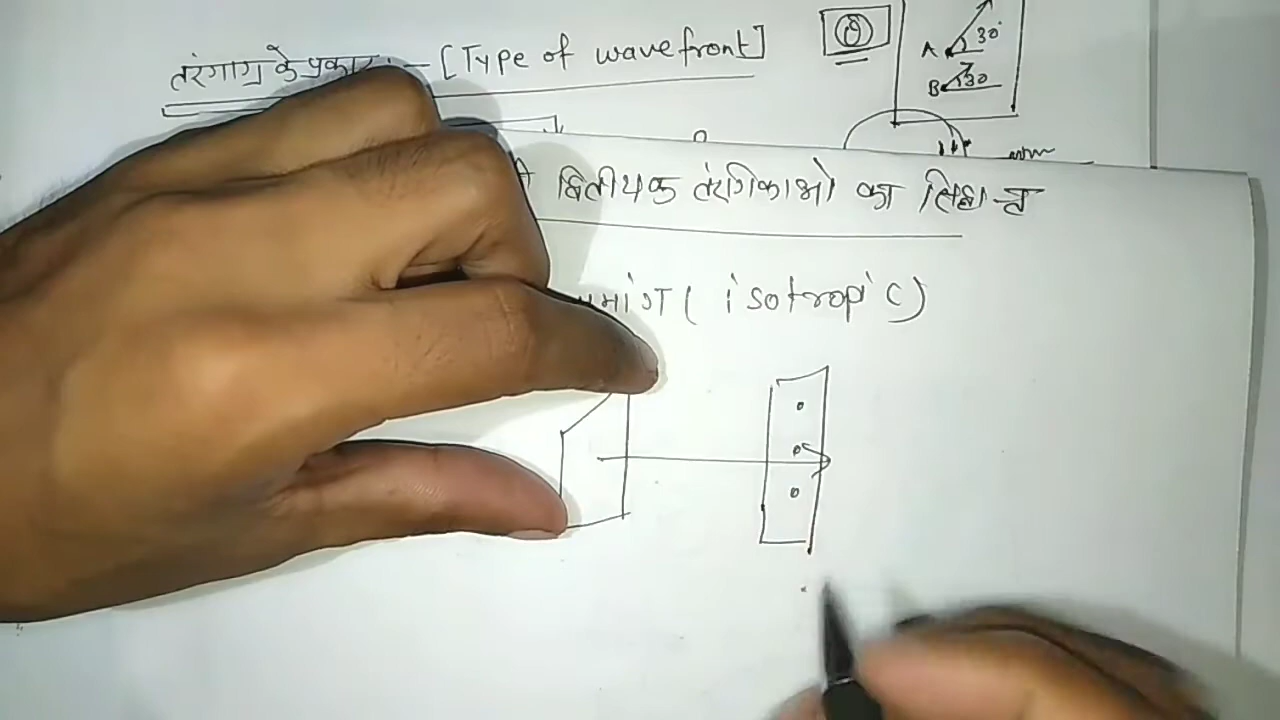 तरंगाग्र के प्रकार :— [Type of wavefront]
θ
A 30°
B 30
द्वितीयक तरंगिकाओ का सिद्धान्त
( isotropic )